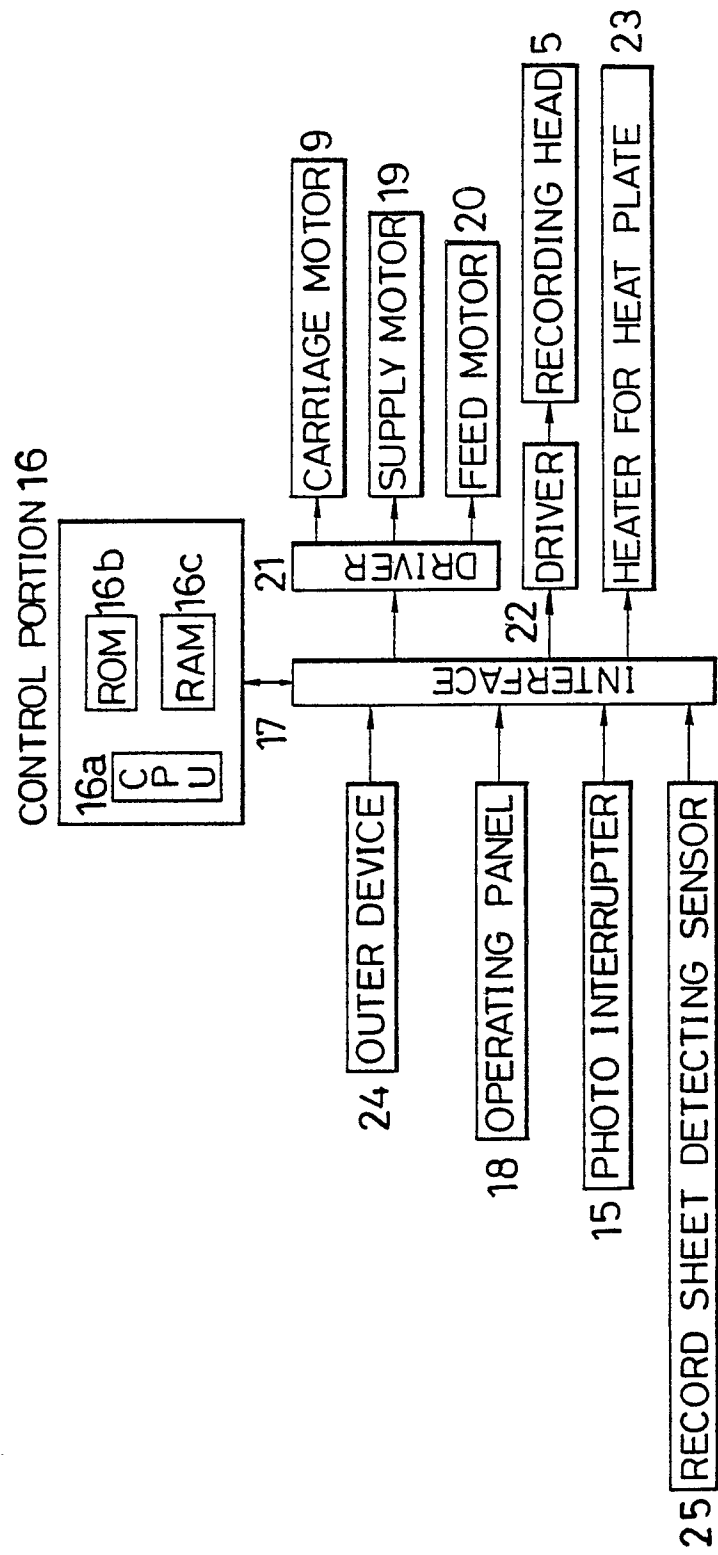 CONTROL PORTION 16
16a
CPU
ROM 16b
RAM 16c
17
INTERFACE
24 OUTER DEVICE
18 OPERATING PANEL
15 PHOTO INTERRUPTER
25 RECORD SHEET DETECTING SENSOR
21
DRIVER
CARRIAGE MOTOR 9
SUPPLY MOTOR 19
FEED MOTOR 20
22
DRIVER
RECORDING HEAD 5
HEATER FOR HEAT PLATE 23